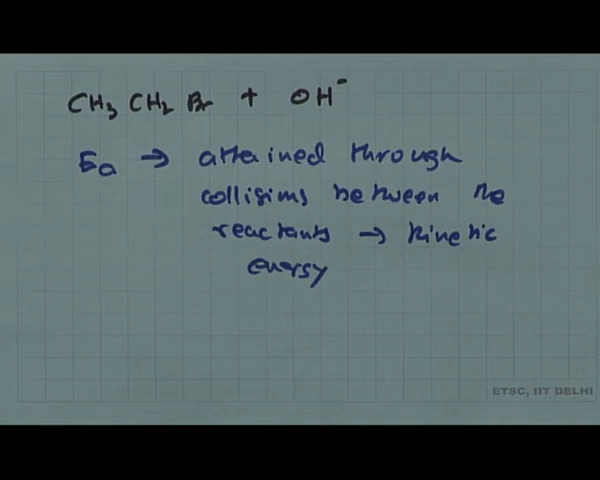 CH₃ CH₂ Br + OH⁻
Ea → attained through
collisions between the
reactants → kinetic
energy
ETSC, IIT DELHI